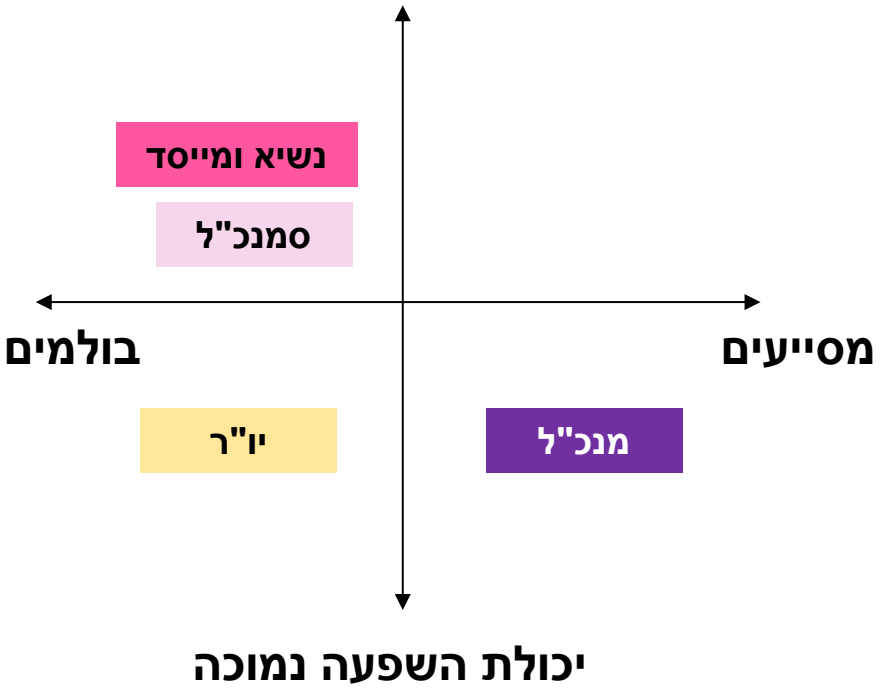 נשיא ומייסד
סמנכ"ל
בולמים
מסייעים
יו"ר
מנכ"ל
יכולת השפעה נמוכה